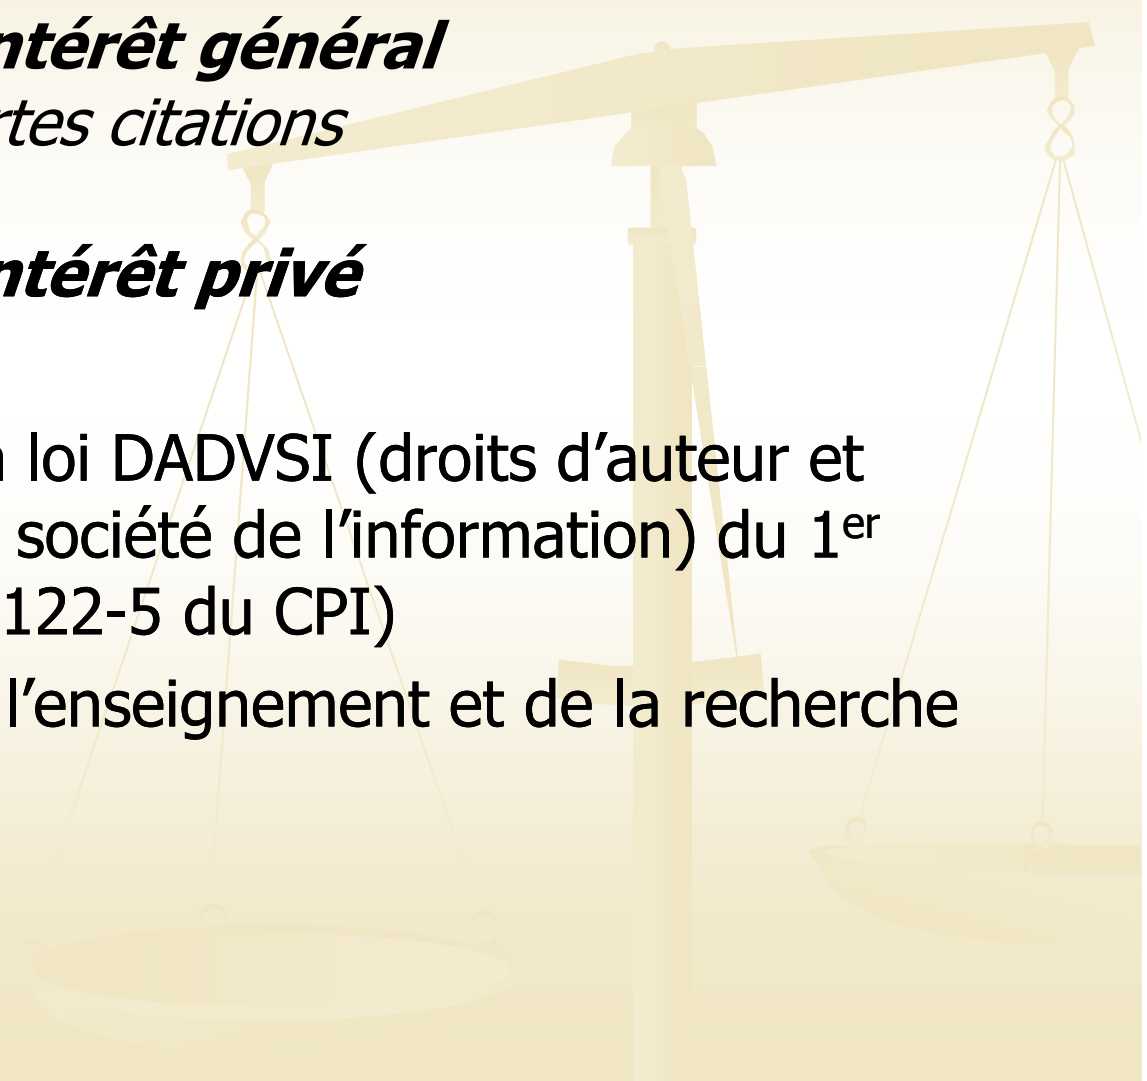 ntérêt général
rtes citations
ntérêt privé
loi DADVSI (droits d’auteur et
société de l’information) du 1er
122-5 du CPI)
l’enseignement et de la recherche